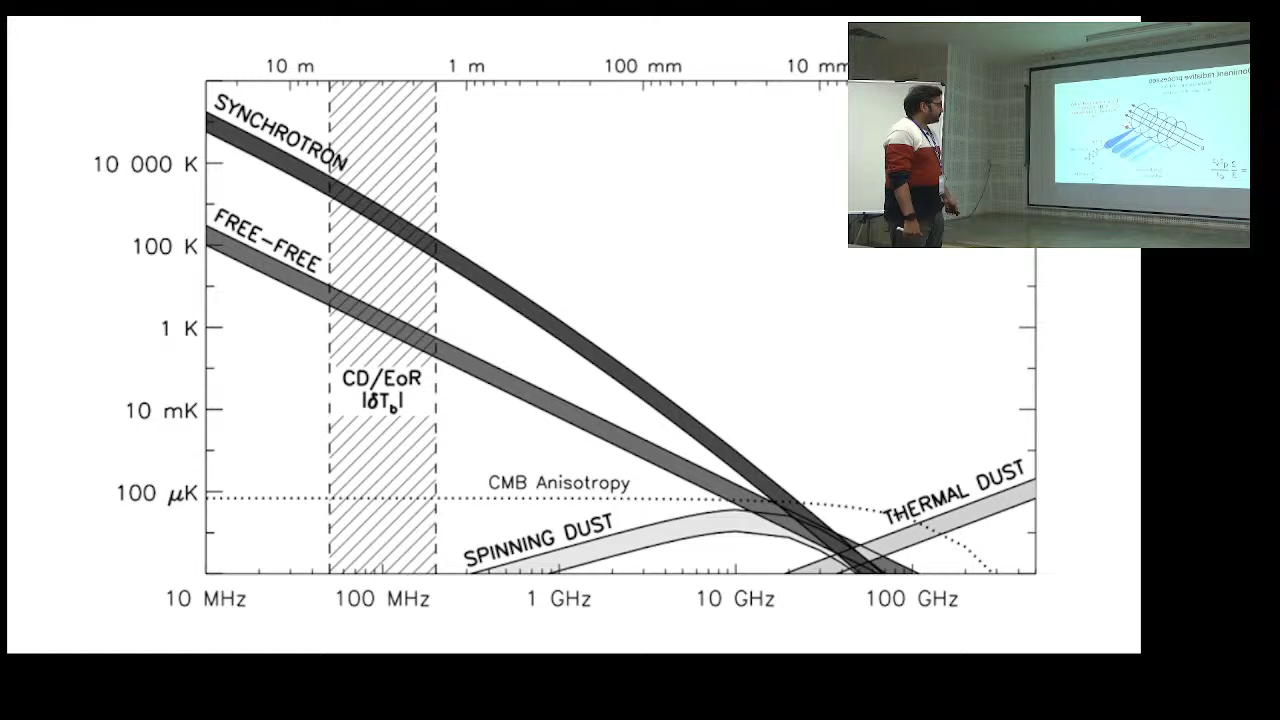 10 m 1 m 100 mm 10 mm
SYNCHROTRON
10 000 K
FREE-FREE
100 K
1 K
CD/EoR
|δT_b|
10 mK
CMB Anisotropy
100 μK
THERMAL DUST
SPINNING DUST
10 MHz 100 MHz 1 GHz 10 GHz 100 GHz